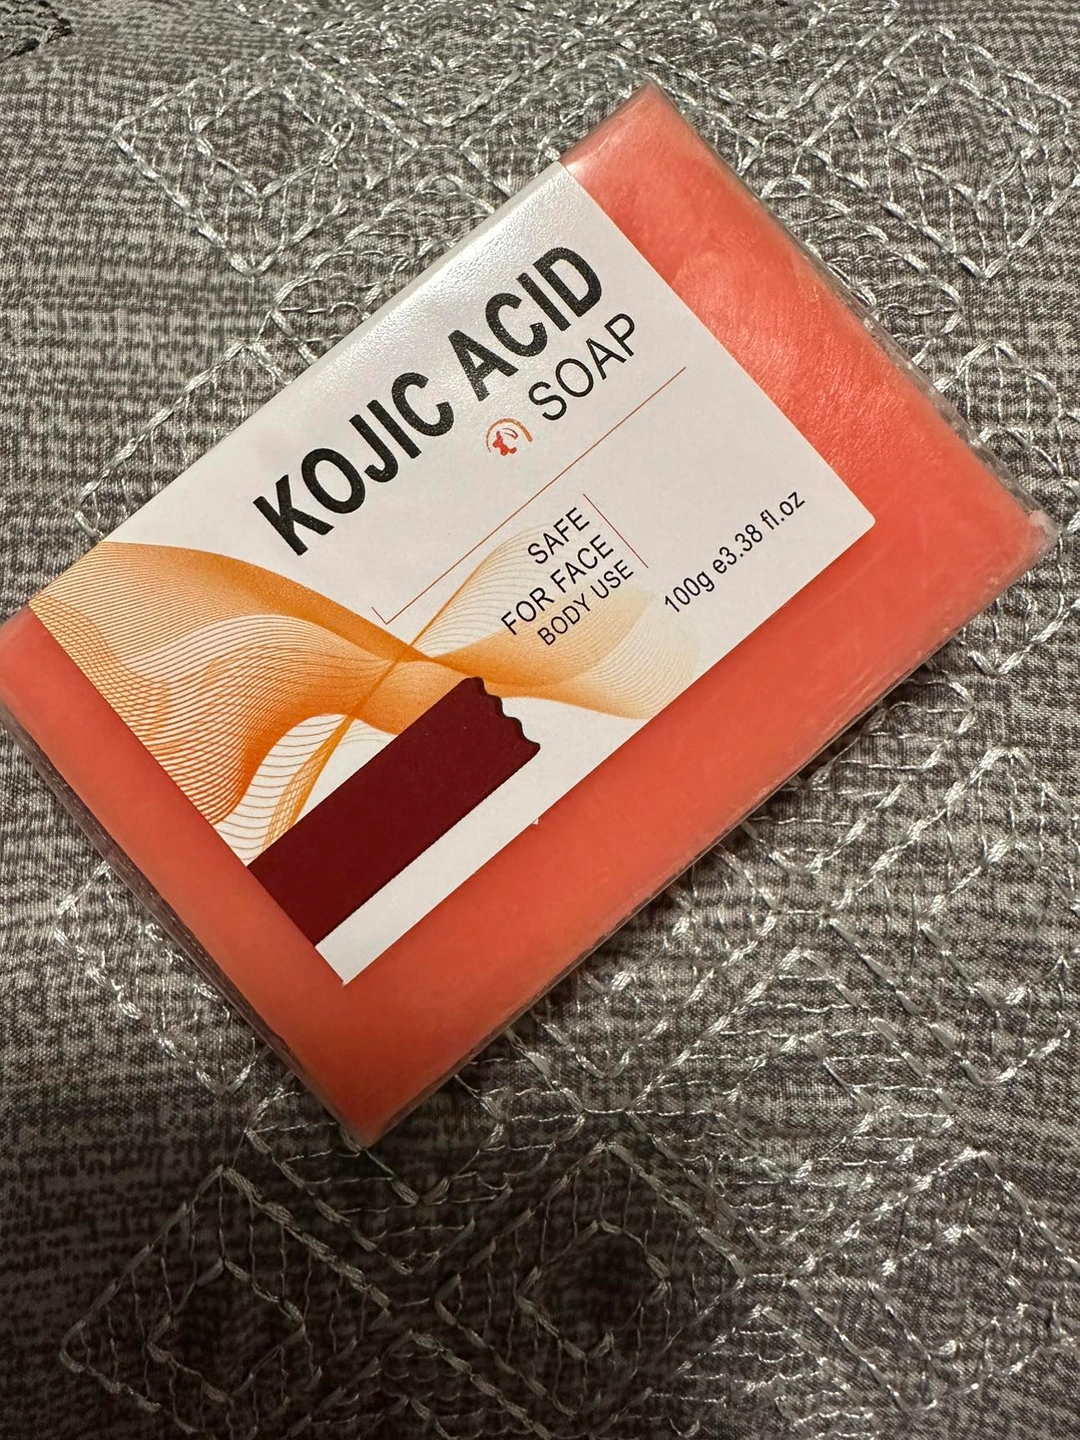 KOJIC ACID
SOAP
SAFE
FOR FACE
BODY USE
100g e3.38 fl.oz